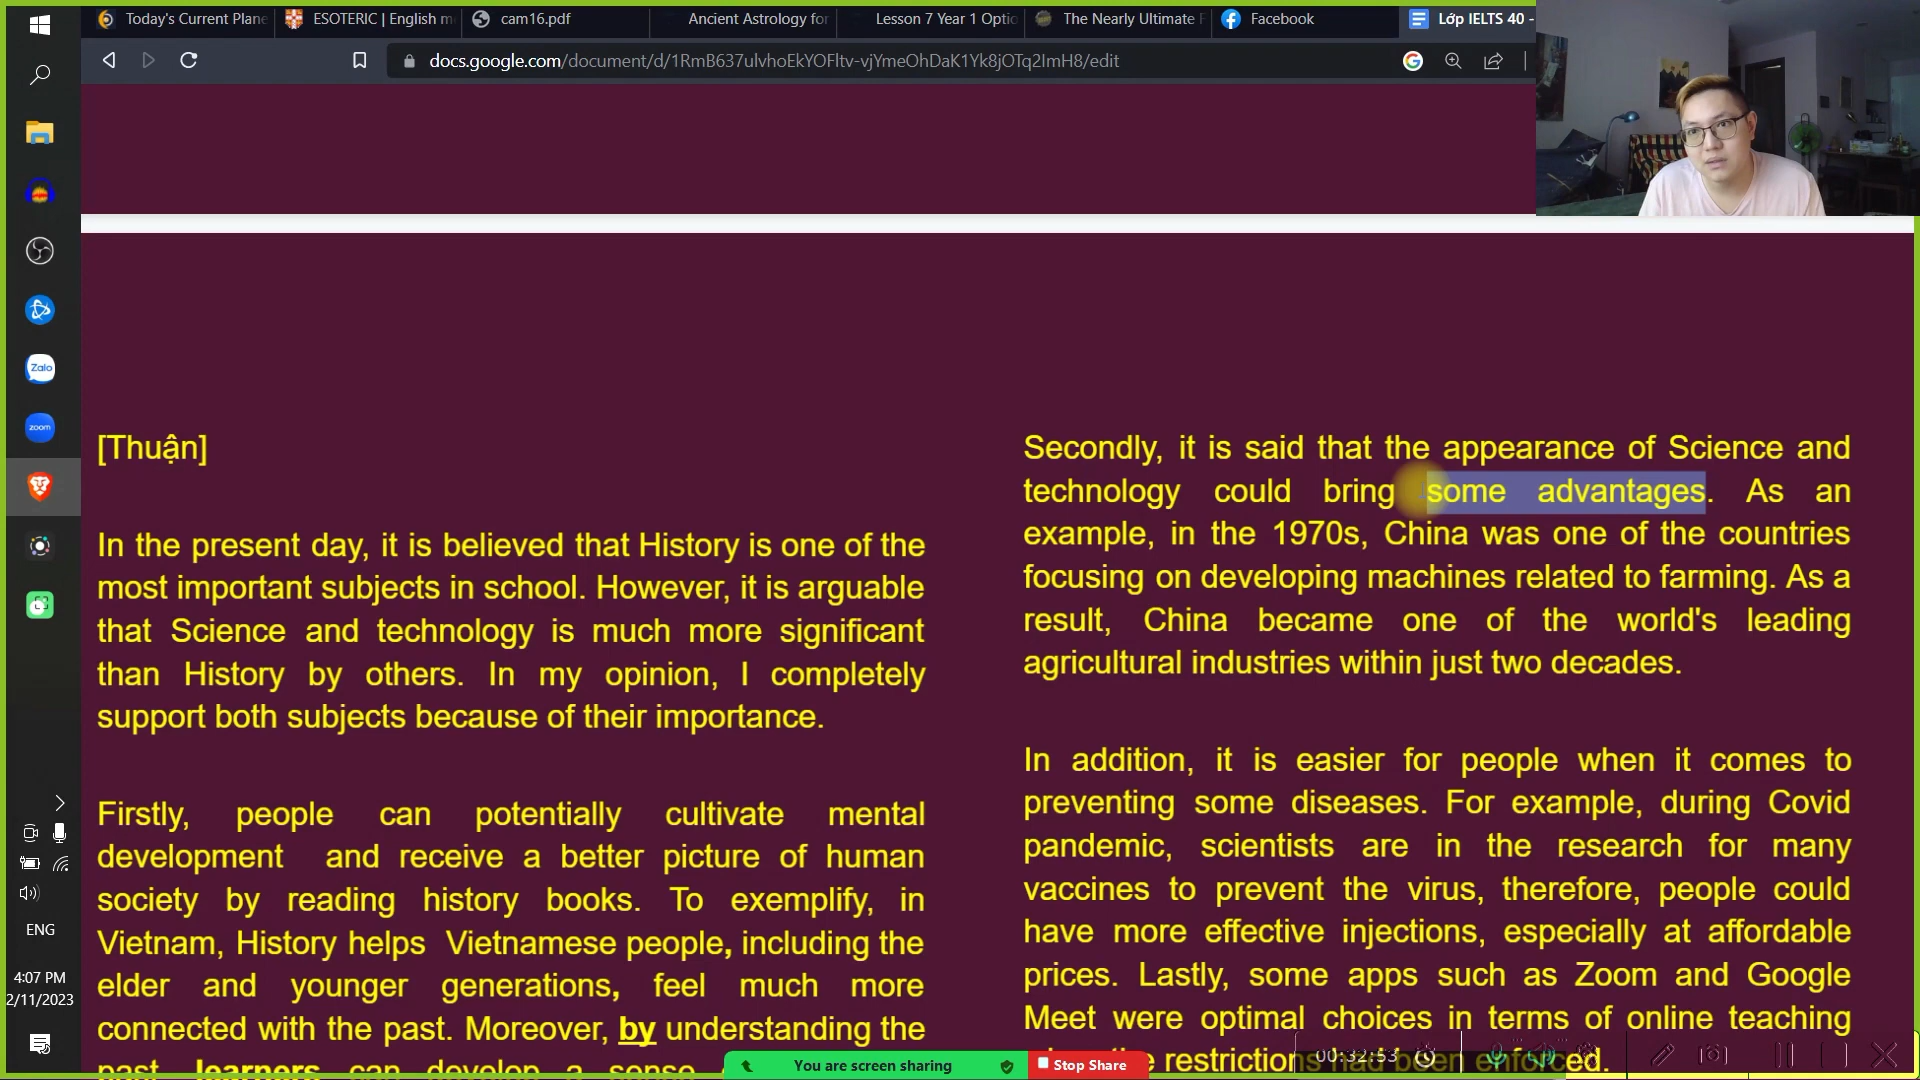 Today's Current Plane
ESOTERIC | English m
cam16.pdf
Ancient Astrology for
Lesson 7 Year 1 Optio
The Nearly Ultimate F
Facebook
Lớp IELTS 40 -
docs.google.com/document/d/1RmB637ulvhoEkYOFltv-vjYmeOhDaK1Yk8jOTq2ImH8/edit
Zalo
zoom
ENG
4:07 PM
2/11/2023
[Thuận]
In the present day, it is believed that History is one of the
most important subjects in school. However, it is arguable
that Science and technology is much more significant
than History by others. In my opinion, I completely
support both subjects because of their importance.
Firstly, people can potentially cultivate mental
development and receive a better picture of human
society by reading history books. To exemplify, in
Vietnam, History helps Vietnamese people, including the
elder and younger generations, feel much more
connected with the past. Moreover, by understanding the
past, learners can develop a sense
Secondly, it is said that the appearance of Science and
technology could bring some advantages. As an
example, in the 1970s, China was one of the countries
focusing on developing machines related to farming. As a
result, China became one of the world's leading
agricultural industries within just two decades.
In addition, it is easier for people when it comes to
preventing some diseases. For example, during Covid
pandemic, scientists are in the research for many
vaccines to prevent the virus, therefore, people could
have more effective injections, especially at affordable
prices. Lastly, some apps such as Zoom and Google
Meet were optimal choices in terms of online teaching
restrictions had been enforced.
You are screen sharing
Stop Share
00:32:53